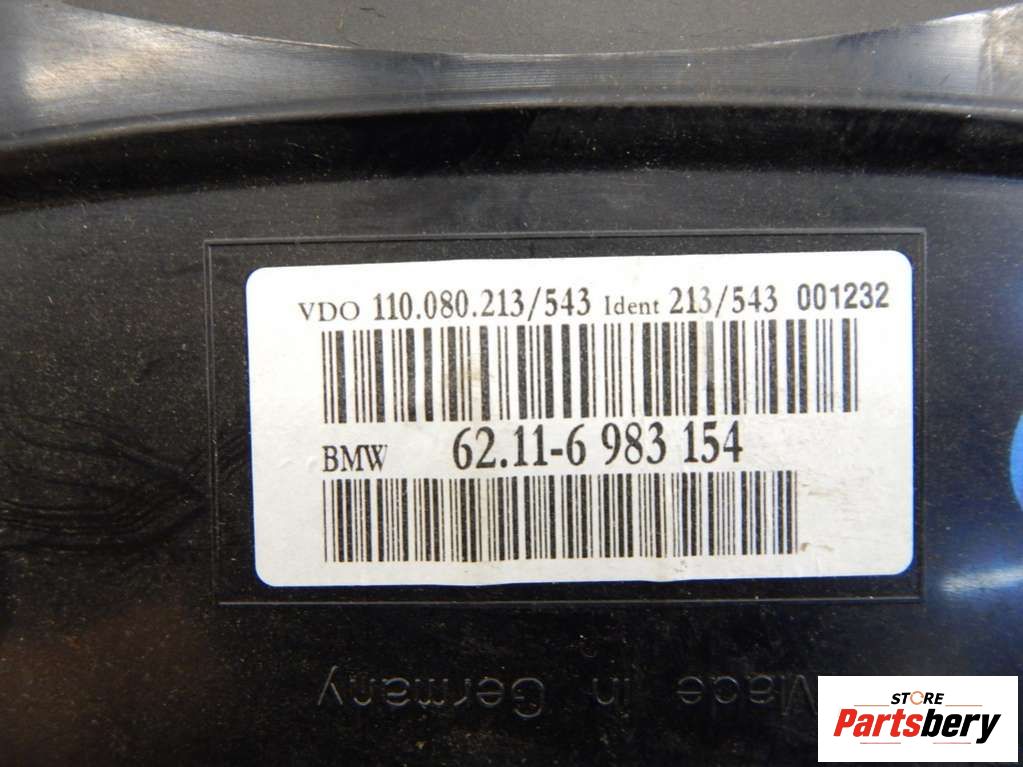 VDO 110.080.213/543 Ident 213/543 001232
BMW 62.11-6 983 154
Made in Germany
STORE
Partsbery